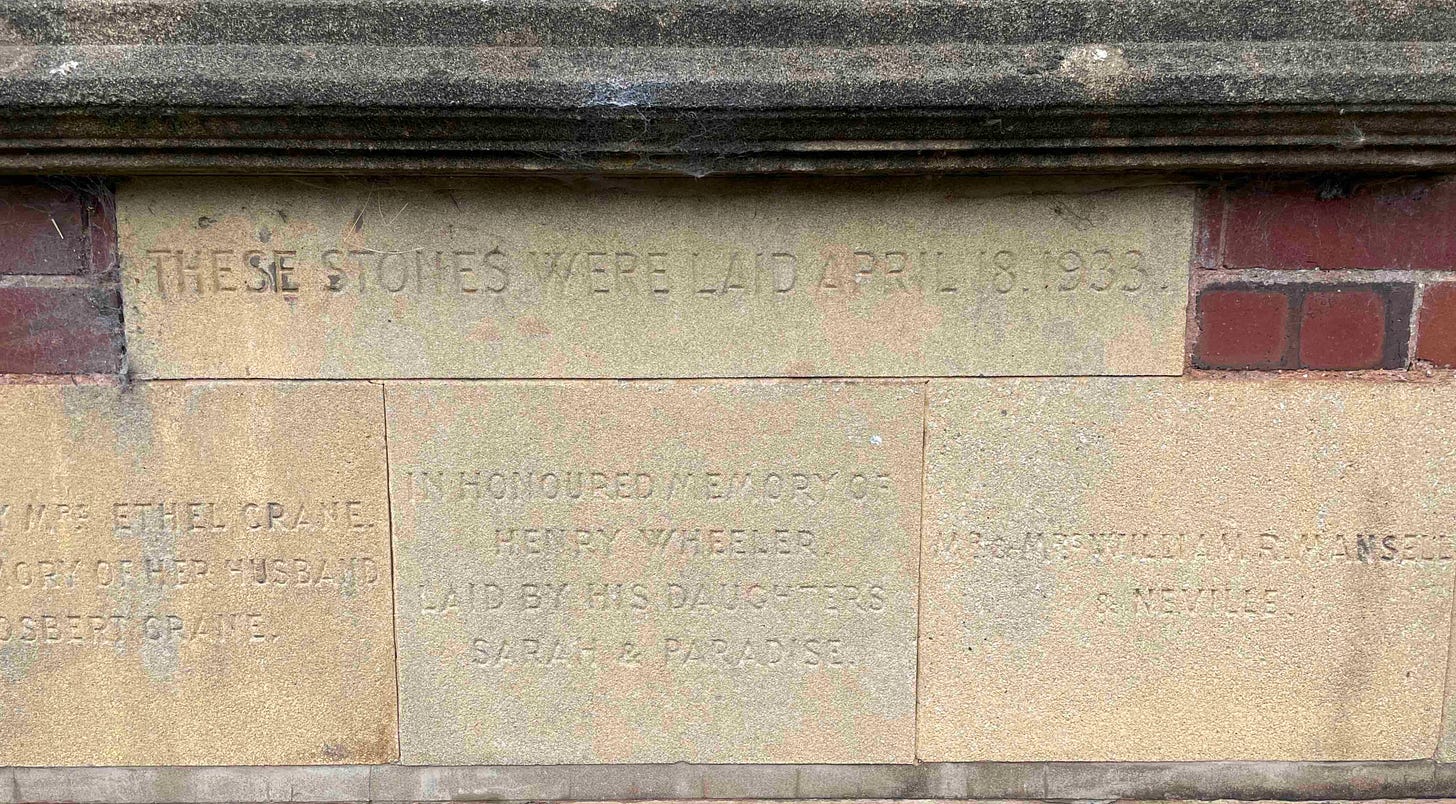 THESE STONES WERE LAID APRIL 18. 1933.
Y MRS ETHEL CRANE.
MORY OF HER HUSBAND
OSBERT CRANE.
IN HONOURED MEMORY OF
HENRY WHEELER.
LAID BY HIS DAUGHTERS
SARAH & PARADISE.
MR & MRS WILLIAM R. MANSELL
& NEVILLE.